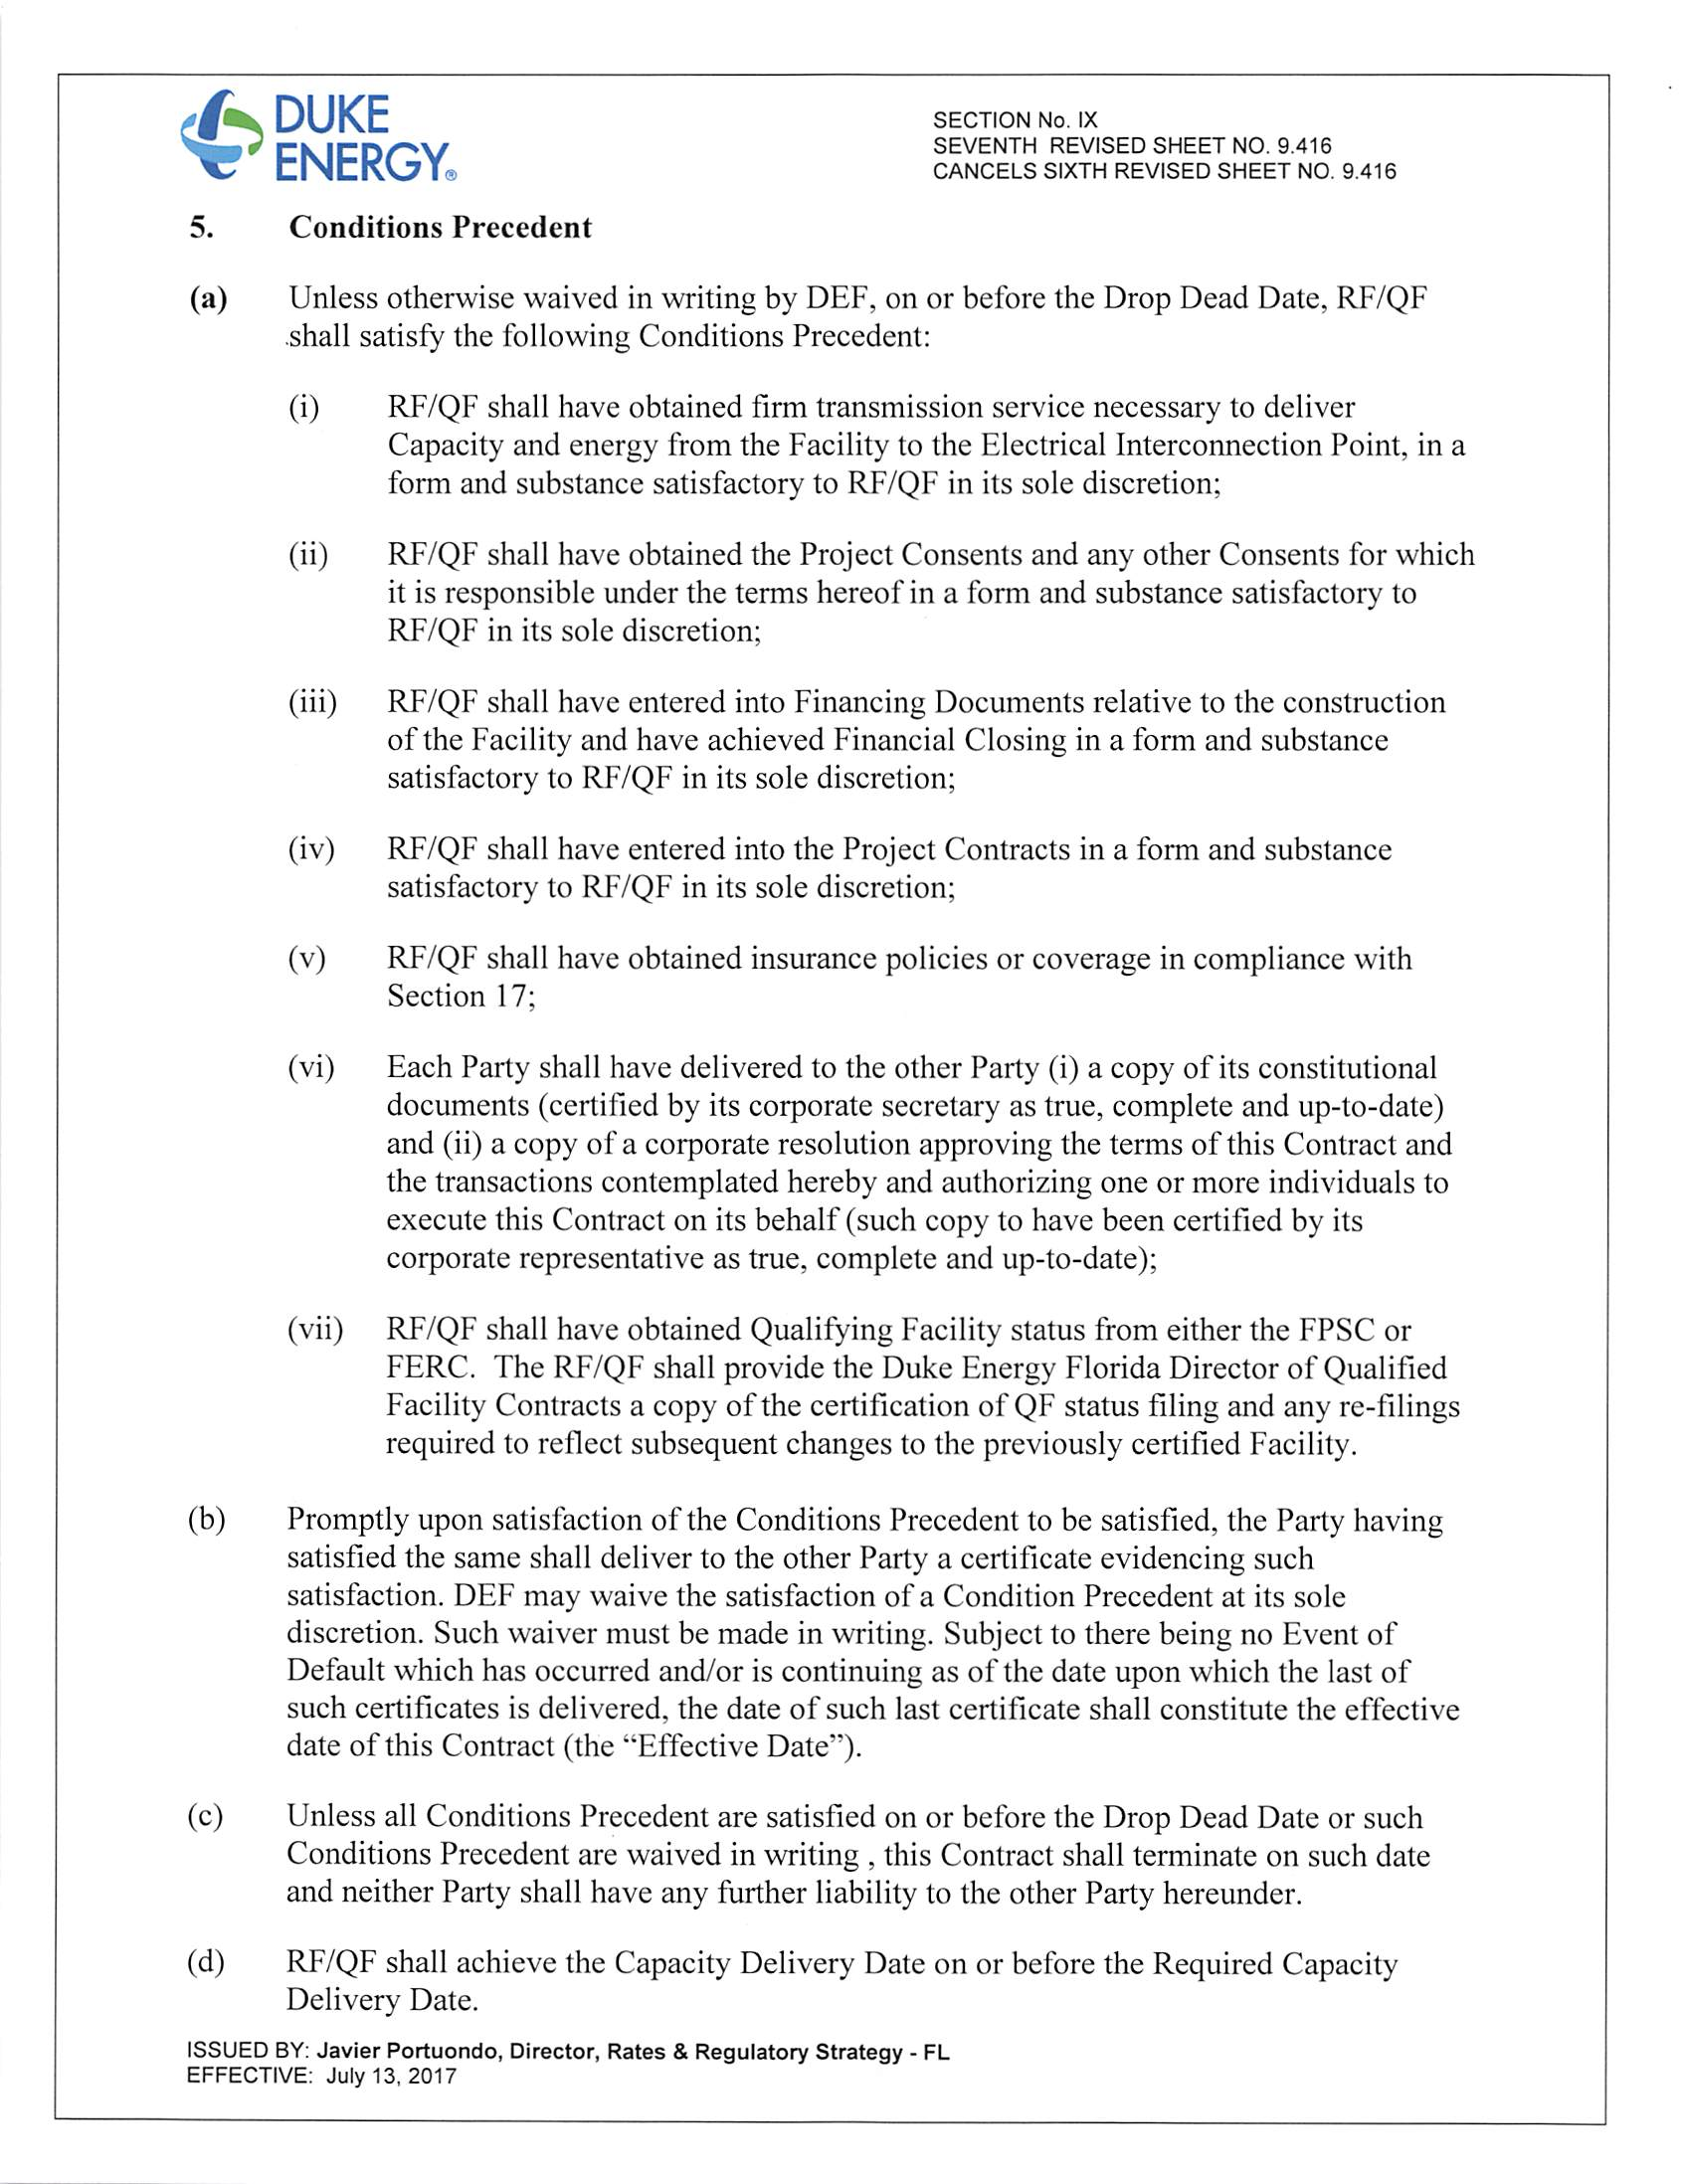 DUKE
ENERGY®
SECTION No. IX
SEVENTH REVISED SHEET NO. 9.416
CANCELS SIXTH REVISED SHEET NO. 9.416
5. Conditions Precedent
(a) Unless otherwise waived in writing by DEF, on or before the Drop Dead Date, RF/QF
shall satisfy the following Conditions Precedent:
(i) RF/QF shall have obtained firm transmission service necessary to deliver
Capacity and energy from the Facility to the Electrical Interconnection Point, in a
form and substance satisfactory to RF/QF in its sole discretion;
(ii) RF/QF shall have obtained the Project Consents and any other Consents for which
it is responsible under the terms hereof in a form and substance satisfactory to
RF/QF in its sole discretion;
(iii) RF/QF shall have entered into Financing Documents relative to the construction
of the Facility and have achieved Financial Closing in a form and substance
satisfactory to RF/QF in its sole discretion;
(iv) RF/QF shall have entered into the Project Contracts in a form and substance
satisfactory to RF/QF in its sole discretion;
(v) RF/QF shall have obtained insurance policies or coverage in compliance with
Section 17;
(vi) Each Party shall have delivered to the other Party (i) a copy of its constitutional
documents (certified by its corporate secretary as true, complete and up-to-date)
and (ii) a copy of a corporate resolution approving the terms of this Contract and
the transactions contemplated hereby and authorizing one or more individuals to
execute this Contract on its behalf (such copy to have been certified by its
corporate representative as true, complete and up-to-date);
(vii) RF/QF shall have obtained Qualifying Facility status from either the FPSC or
FERC. The RF/QF shall provide the Duke Energy Florida Director of Qualified
Facility Contracts a copy of the certification of QF status filing and any re-filings
required to reflect subsequent changes to the previously certified Facility.
(b) Promptly upon satisfaction of the Conditions Precedent to be satisfied, the Party having
satisfied the same shall deliver to the other Party a certificate evidencing such
satisfaction. DEF may waive the satisfaction of a Condition Precedent at its sole
discretion. Such waiver must be made in writing. Subject to there being no Event of
Default which has occurred and/or is continuing as of the date upon which the last of
such certificates is delivered, the date of such last certificate shall constitute the effective
date of this Contract (the “Effective Date”).
(c) Unless all Conditions Precedent are satisfied on or before the Drop Dead Date or such
Conditions Precedent are waived in writing , this Contract shall terminate on such date
and neither Party shall have any further liability to the other Party hereunder.
(d) RF/QF shall achieve the Capacity Delivery Date on or before the Required Capacity
Delivery Date.
ISSUED BY: Javier Portuondo, Director, Rates & Regulatory Strategy - FL
EFFECTIVE: July 13, 2017